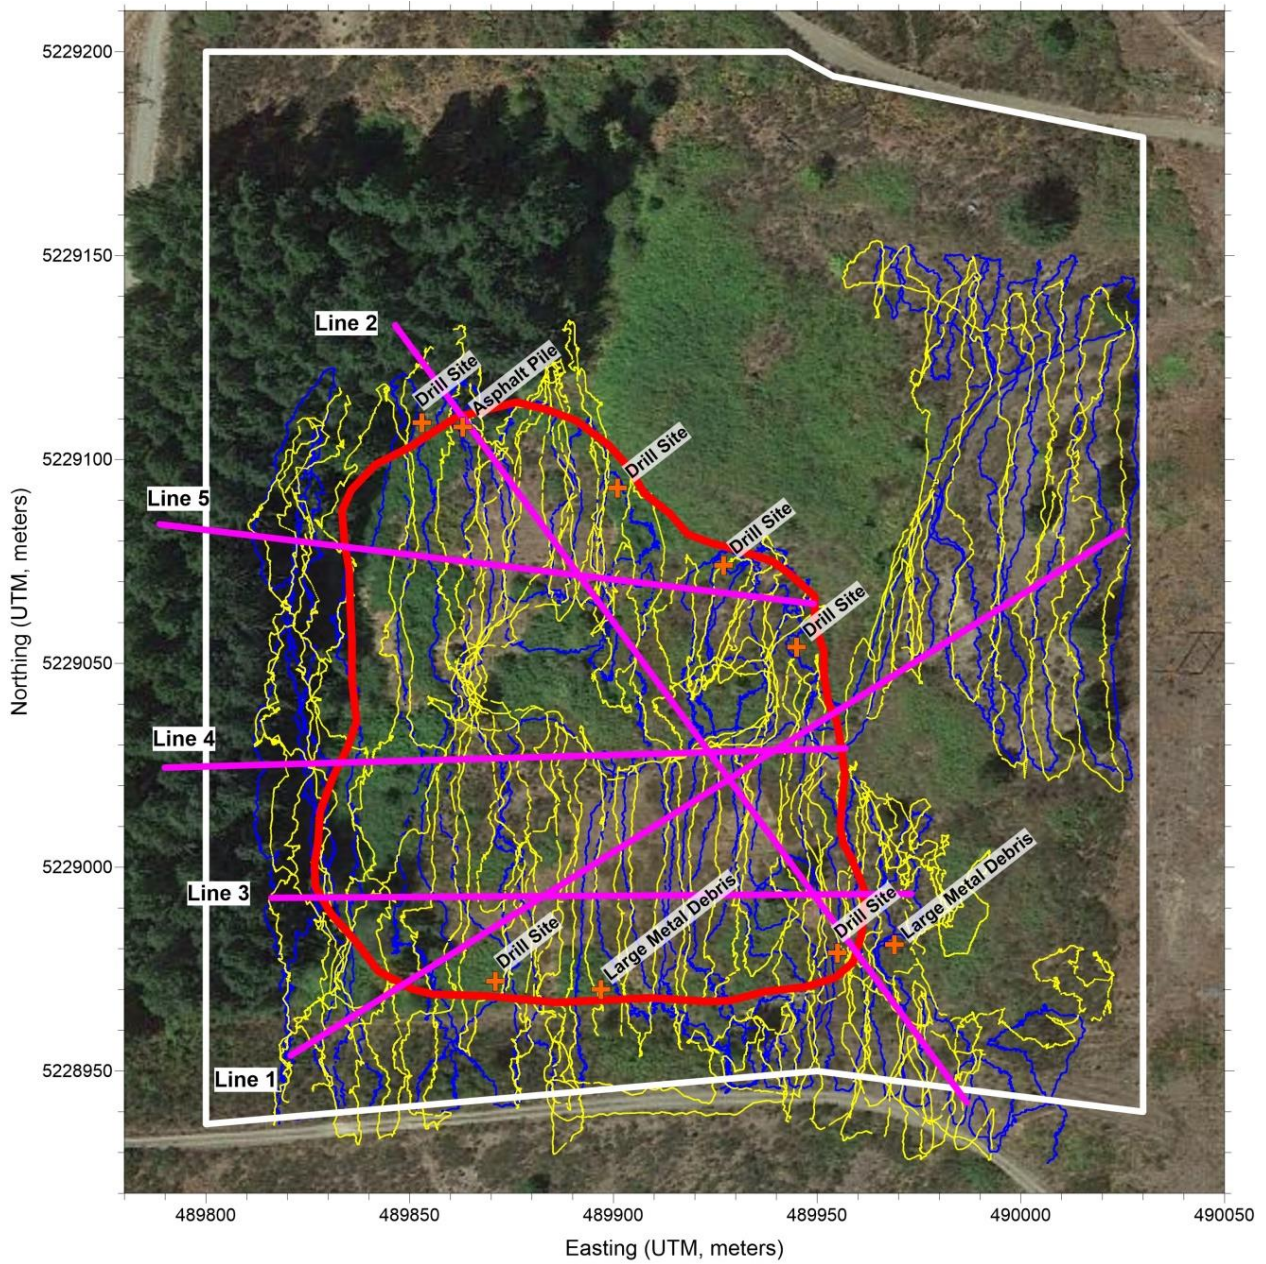 5229200
5229150
Line 2
Drill Site
Asphalt Pile
Drill Site
5229100
Line 5
Drill Site
Drill Site
Northing (UTM, meters)
5229050
Line 4
5229000
Line 3
Drill Site
Large Metal Debris
Drill Site
Large Metal Debris
5228950
Line 1
489800
489850
489900
489950
490000
490050
Easting (UTM, meters)